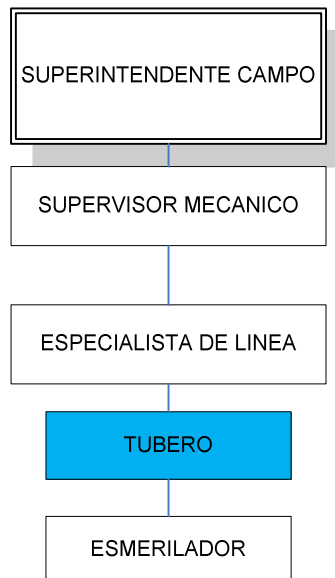 SUPERINTENDENTE CAMPO
SUPERVISOR MECANICO
ESPECIALISTA DE LINEA
TUBERO
ESMERILADOR